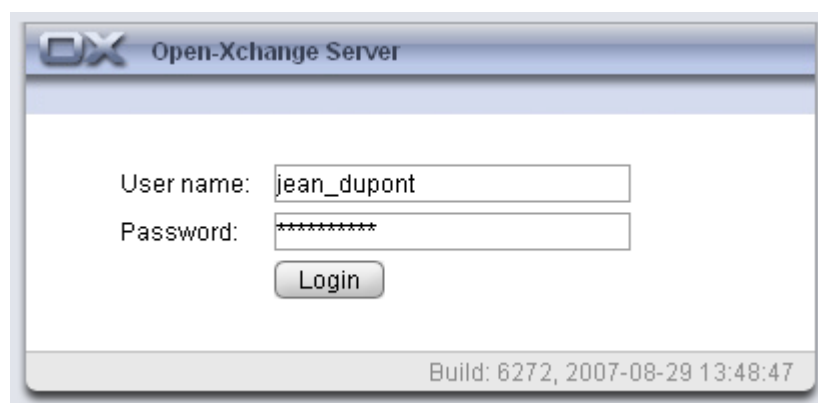 OX Open-Xchange Server
User name: jean_dupont
Password: **********
Login
Build: 6272, 2007-08-29 13:48:47